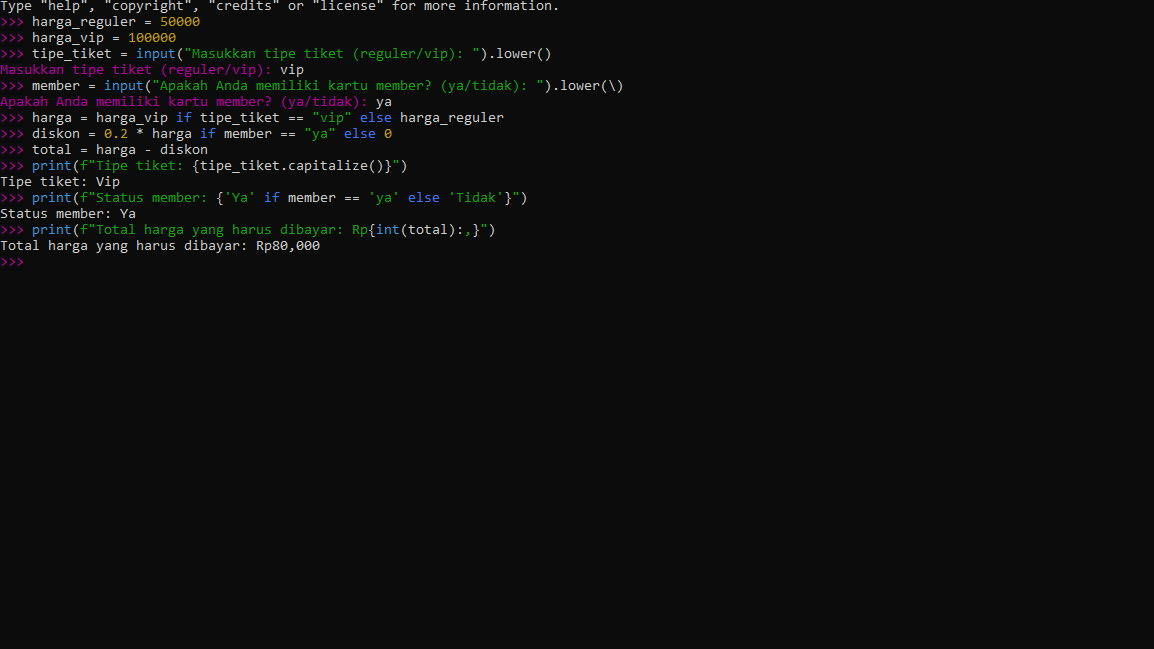 Type "help", "copyright", "credits" or "license" for more information.
>>> harga_reguler = 50000
>>> harga_vip = 100000
>>> tipe_tiket = input("Masukkan tipe tiket (reguler/vip): ").lower()
Masukkan tipe tiket (reguler/vip): vip
>>> member = input("Apakah Anda memiliki kartu member? (ya/tidak): ").lower(\)
Apakah Anda memiliki kartu member? (ya/tidak): ya
>>> harga = harga_vip if tipe_tiket == "vip" else harga_reguler
>>> diskon = 0.2 * harga if member == "ya" else 0
>>> total = harga - diskon
>>> print(f"Tipe tiket: {tipe_tiket.capitalize()}")
Tipe tiket: Vip
>>> print(f"Status member: {'Ya' if member == 'ya' else 'Tidak'}")
Status member: Ya
>>> print(f"Total harga yang harus dibayar: Rp{int(total):,}")
Total harga yang harus dibayar: Rp80,000
>>>